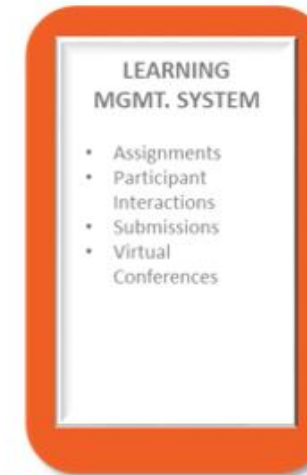 LEARNING
MGMT. SYSTEM
• Assignments
• Participant
Interactions
• Submissions
• Virtual
Conferences